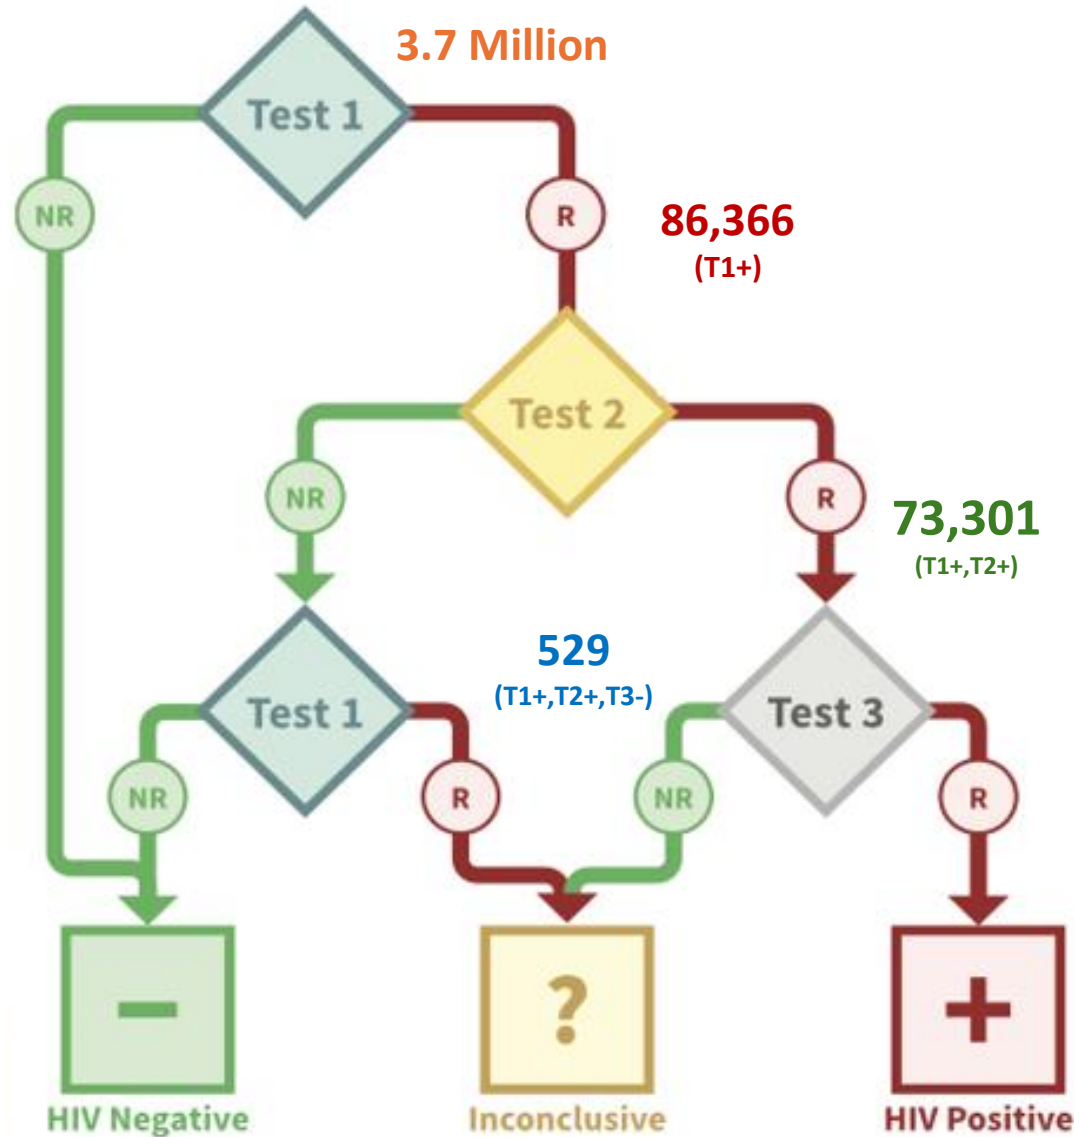 3.7 Million
Test 1
NR
R
86,366
(T1+)
Test 2
NR
R
73,301
(T1+,T2+)
529
(T1+,T2+,T3-)
Test 1
Test 3
NR
R
NR
R
−
?
+
HIV Negative
Inconclusive
HIV Positive